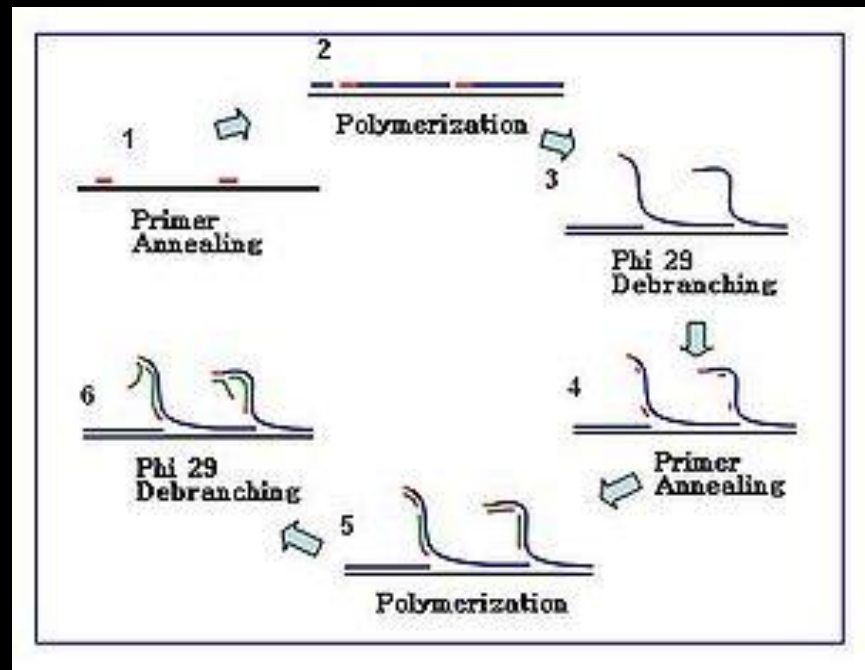 1
Primer
Annealing
2
Polymerization
3
Phi 29
Debranching
4
Primer
Annealing
5
Polymerization
6
Phi 29
Debranching